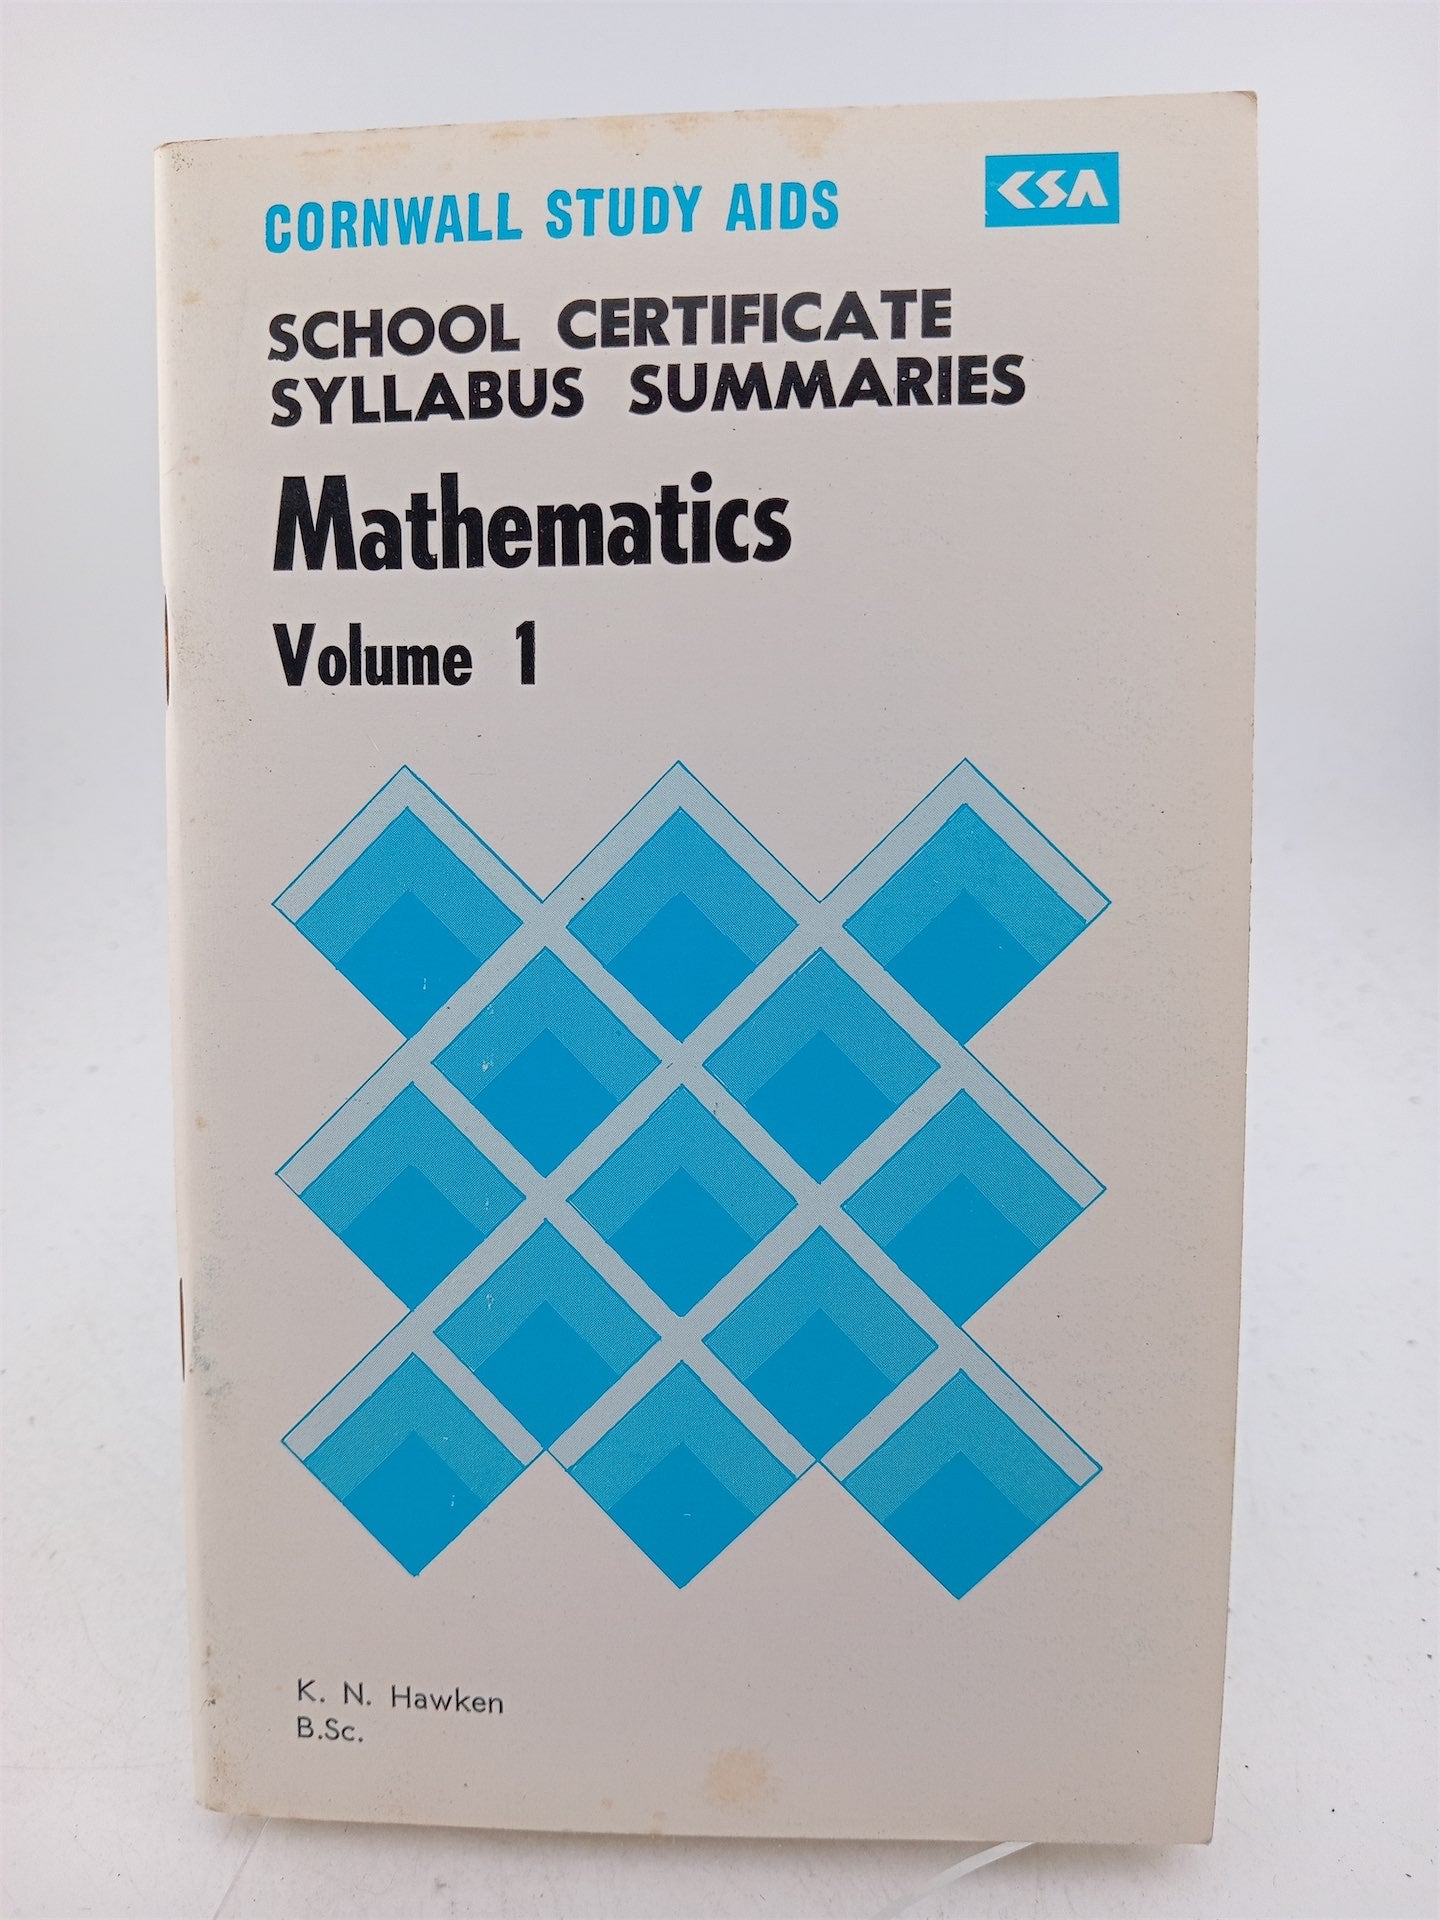 CORNWALL STUDY AIDS
CSA
SCHOOL CERTIFICATE
SYLLABUS SUMMARIES
Mathematics
Volume 1
K. N. Hawken
B.Sc.